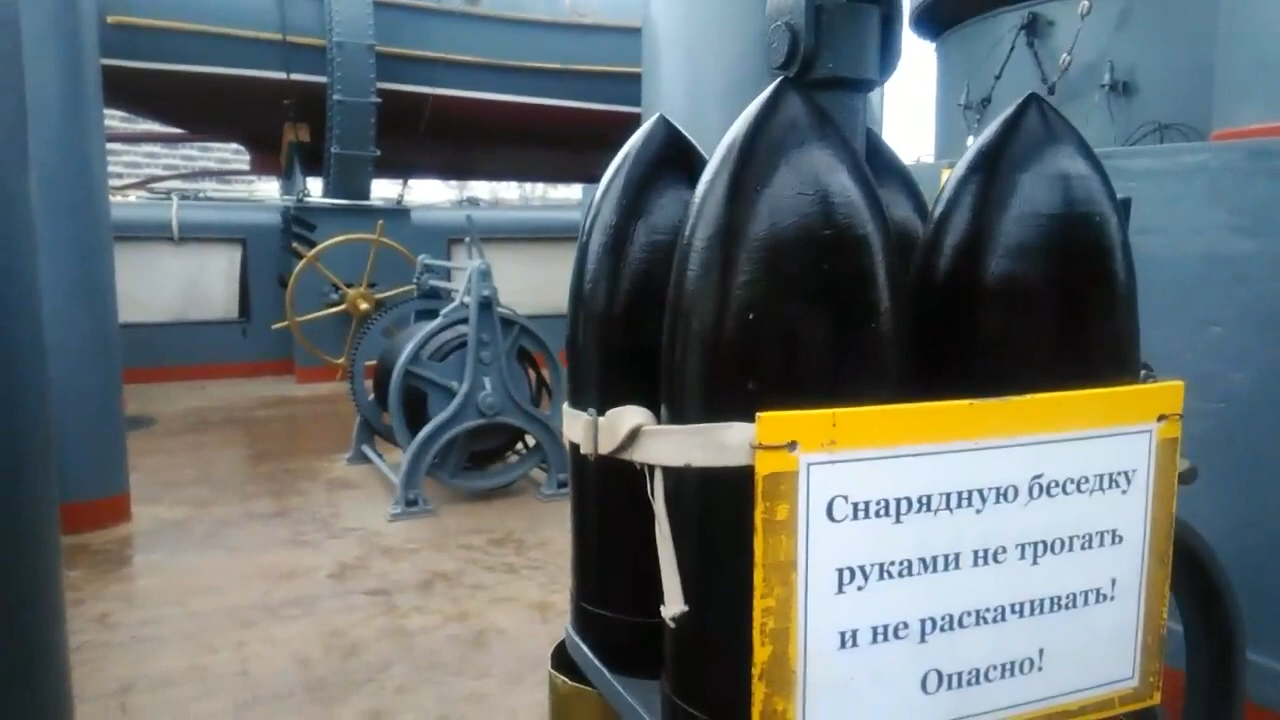 Снарядную беседку
руками не трогать
и не раскачивать!
Опасно!